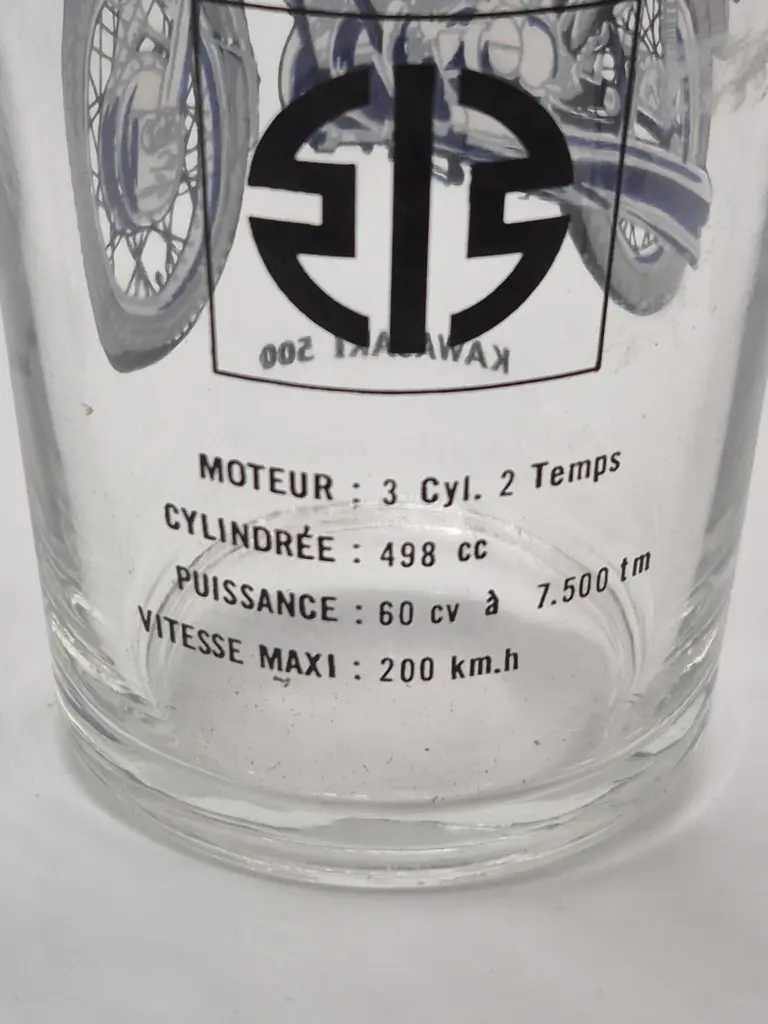 KAWASAKI 500
MOTEUR : 3 Cyl. 2 Temps
CYLINDRÉE : 498 cc
PUISSANCE : 60 cv à 7.500 tm
VITESSE MAXI : 200 km.h